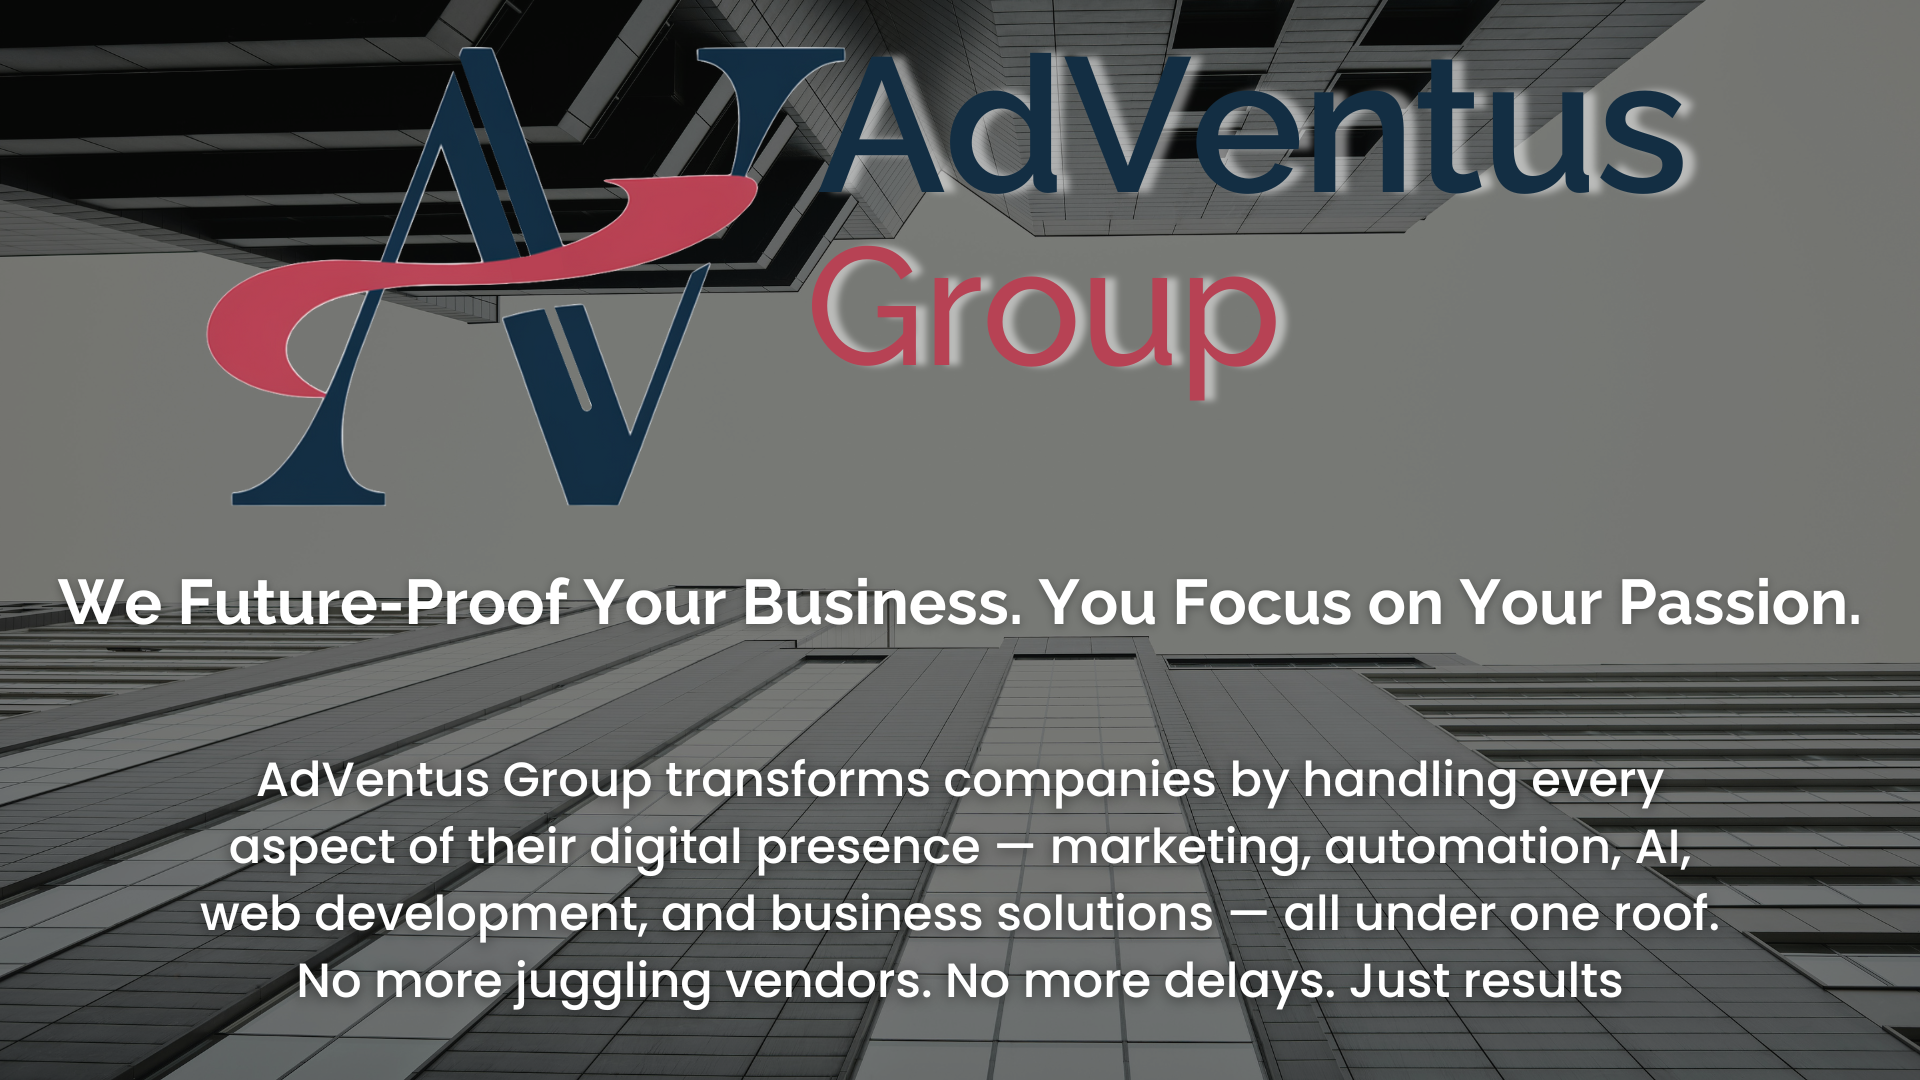 AV
AdVentus
Group
We Future-Proof Your Business. You Focus on Your Passion.
AdVentus Group transforms companies by handling every
aspect of their digital presence — marketing, automation, AI,
web development, and business solutions — all under one roof.
No more juggling vendors. No more delays. Just results